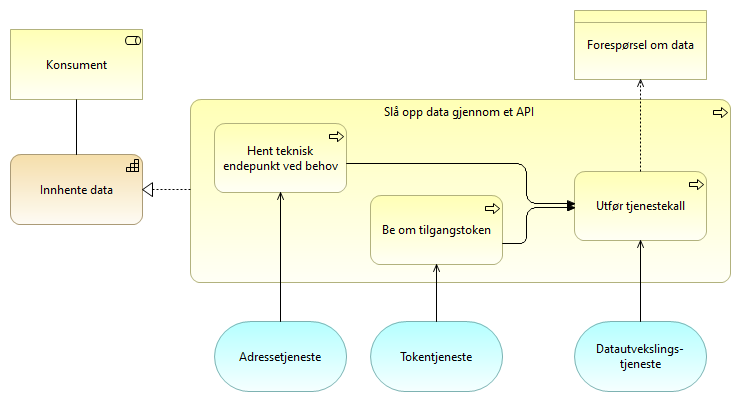 Konsument
Forespørsel om data
Slå opp data gjennom et API
Hent teknisk
endepunkt ved behov
Innhente data
Utfør tjenestekall
Be om tilgangstoken
Adressetjeneste
Tokentjeneste
Datautvekslings-
tjeneste